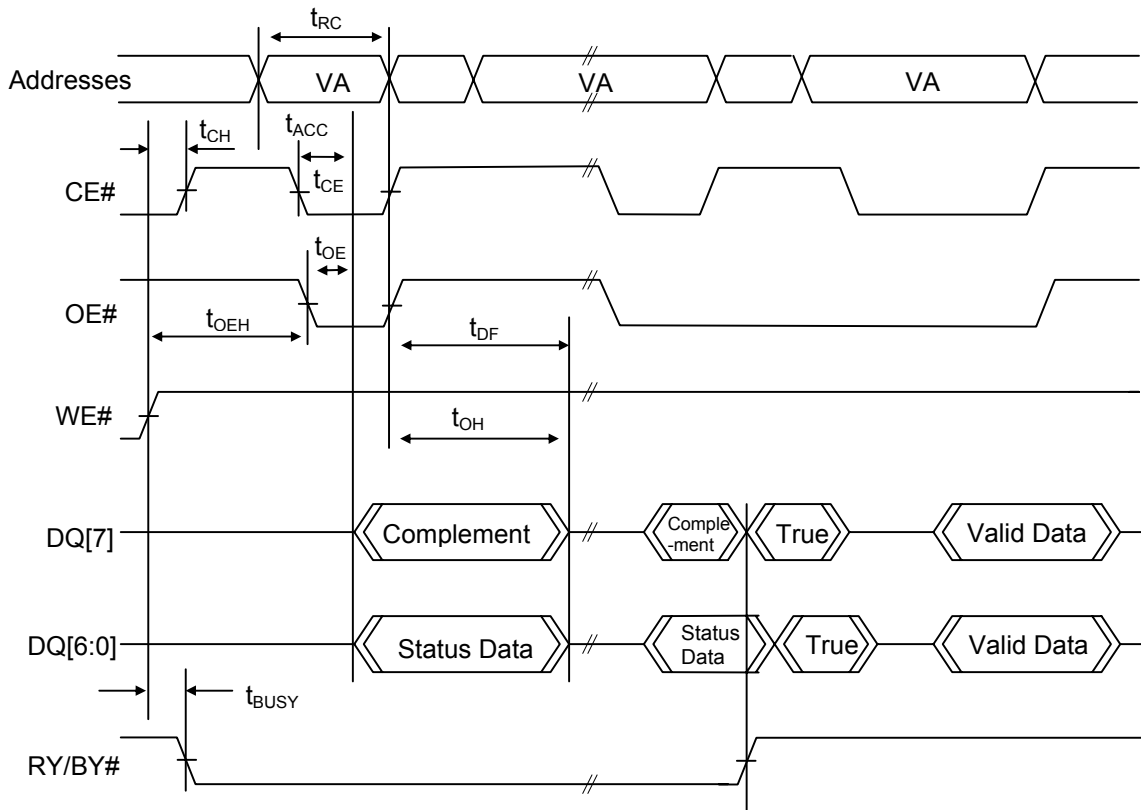 tRC
Addresses
VA
VA
VA
tCH
tACC
CE#
tCE
tOE
OE#
tOEH
tDF
WE#
tOH
DQ[7]
Complement
Comple
-ment
True
Valid Data
DQ[6:0]
Status Data
Status
Data
True
Valid Data
tBUSY
RY/BY#